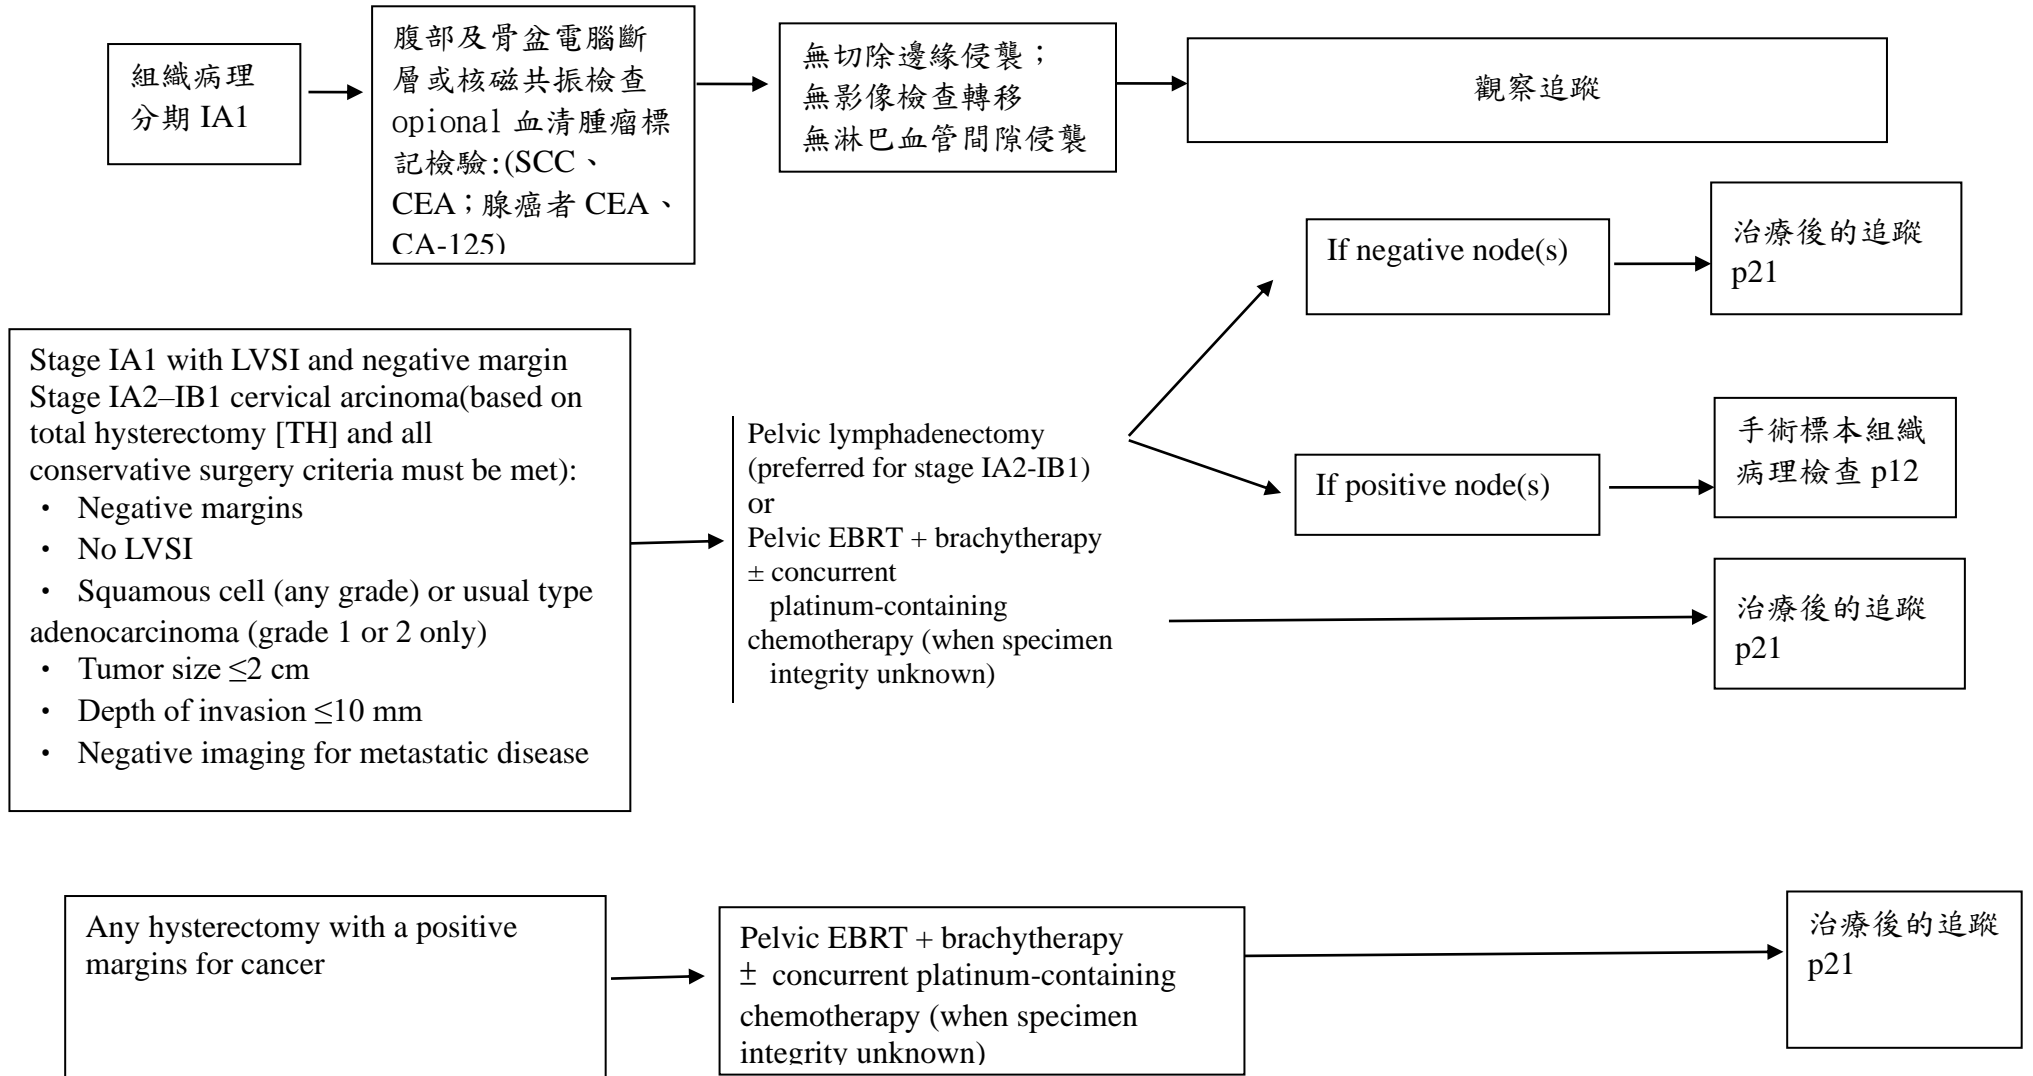 組織病理
分期 IA1
腹部及骨盆電腦斷
層或核磁共振檢查
opional 血清腫瘤標
記檢驗:(SCC、
CEA；腺癌者 CEA、
CA-125)
無切除邊緣侵襲；
無影像檢查轉移
無淋巴血管間隙侵襲
觀察追蹤
Stage IA1 with LVSI and negative margin
Stage IA2–IB1 cervical arcinoma(based on
total hysterectomy [TH] and all
conservative surgery criteria must be met):
• Negative margins
• No LVSI
• Squamous cell (any grade) or usual type
adenocarcinoma (grade 1 or 2 only)
• Tumor size ≤2 cm
• Depth of invasion ≤10 mm
• Negative imaging for metastatic disease
Pelvic lymphadenectomy
(preferred for stage IA2-IB1)
or
Pelvic EBRT + brachytherapy
± concurrent
platinum-containing
chemotherapy (when specimen
integrity unknown)
If negative node(s)
治療後的追蹤
p21
If positive node(s)
手術標本組織
病理檢查 p12
治療後的追蹤
p21
Any hysterectomy with a positive
margins for cancer
Pelvic EBRT + brachytherapy
± concurrent platinum-containing
chemotherapy (when specimen
integrity unknown)
治療後的追蹤
p21